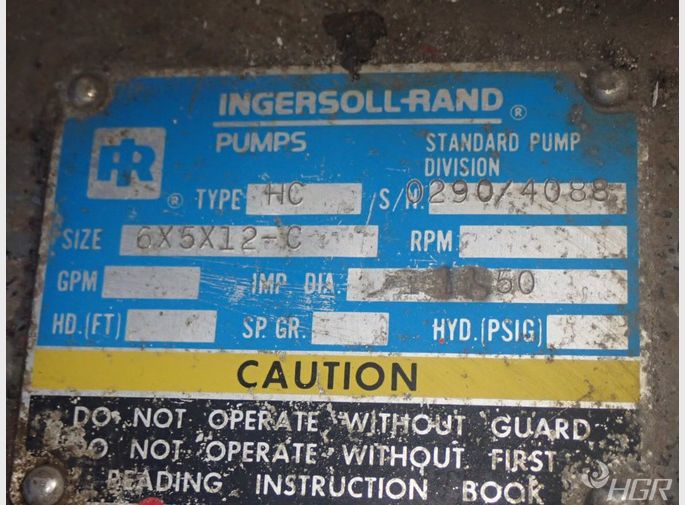 INGERSOLL-RAND ®
PUMPS STANDARD PUMP
DIVISION
IR ® TYPE HC S/N 0290/4088
SIZE 6X5X12-C RPM
GPM IMP DIA. 50
HD.(FT) SP. GR. HYD.(PSIG)
CAUTION
DO NOT OPERATE WITHOUT GUARD
DO NOT OPERATE WITHOUT FIRST
READING INSTRUCTION BOOK
HGR